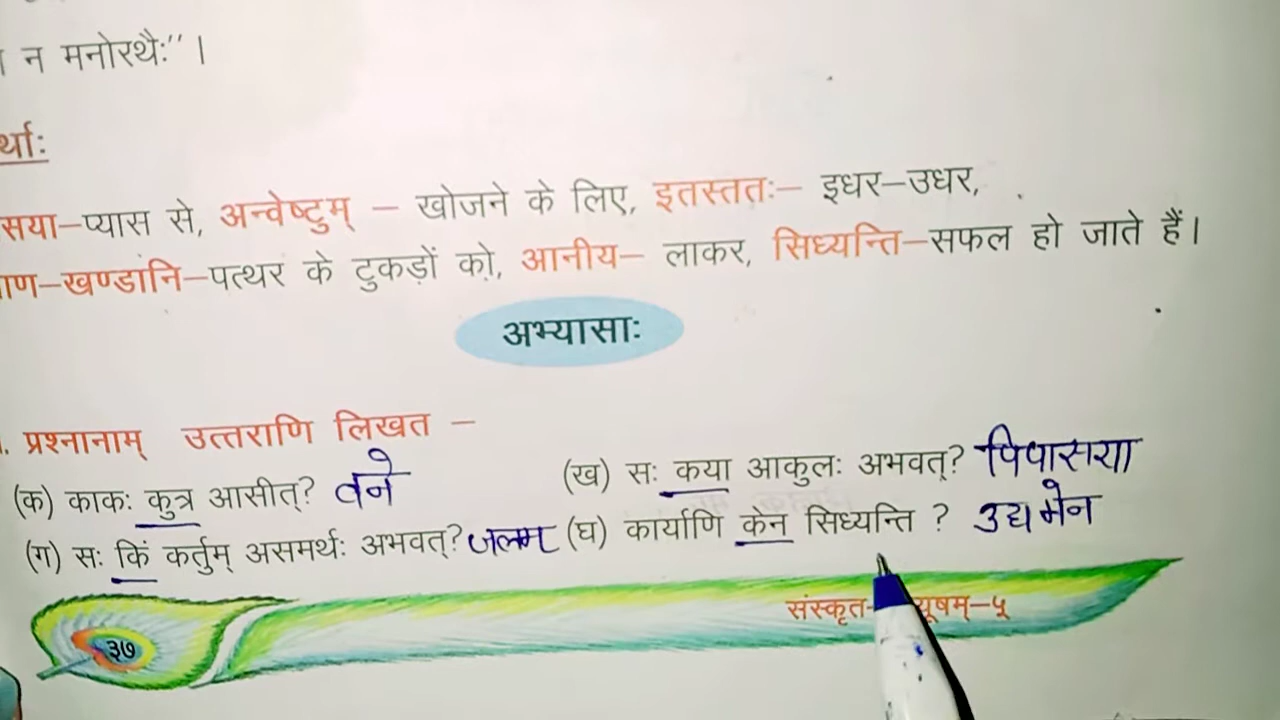 न मनोरथैः" ।
र्थाः
सया–प्यास से, अन्वेष्टुम् – खोजने के लिए, इतस्ततः– इधर–उधर,
ाण–खण्डानि–पत्थर के टुकड़ों को, आनीय– लाकर, सिध्यन्ति–सफल हो जाते हैं।
अभ्यासाः
. प्रश्नानाम् उत्तराणि लिखत –
(क) काकः कुत्र आसीत्? वने (ख) सः कया आकुलः अभवत्? पिपासया
(ग) सः किं कर्तुम् असमर्थः अभवत्? जलम (घ) कार्याणि केन सिध्यन्ति ? उद्यमेन
३७ संस्कृत- यूषम्–५